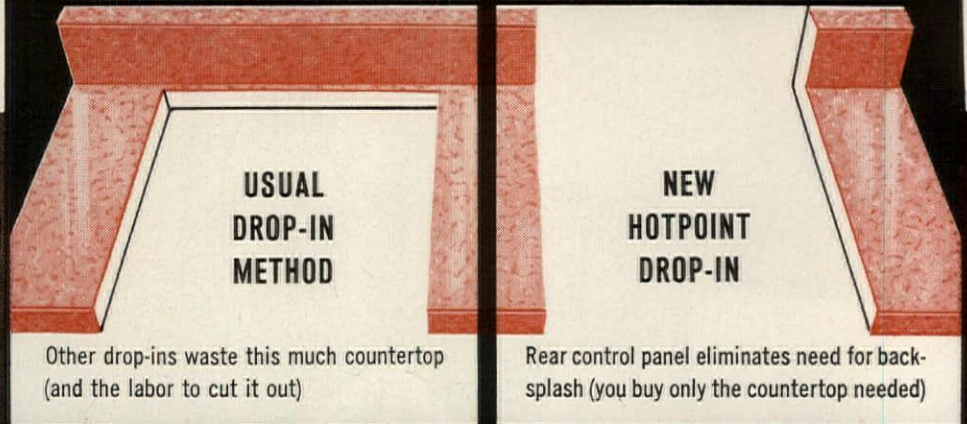 USUAL
DROP-IN
METHOD
Other drop-ins waste this much countertop
(and the labor to cut it out)
NEW
HOTPOINT
DROP-IN
Rear control panel eliminates need for back-
splash (you buy only the countertop needed)